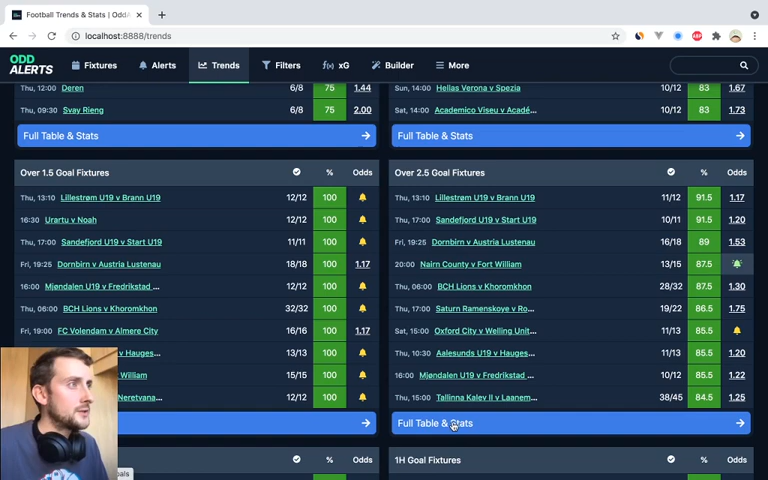 Football Trends & Stats | OddA
localhost:8888/trends
ABP
ODD
ALERTS
Fixtures
Alerts
Trends
Filters
f(x) xG
Builder
More
Thu, 12:00 Deren 6/8 75 1.44
Thu, 09:30 Svay Rieng 6/8 75 2.00
Full Table & Stats
Sun, 14:00 Hellas Verona v Spezia 10/12 83 1.67
Sat, 14:00 Academico Viseu v Acadé... 10/12 83 1.73
Full Table & Stats
Over 1.5 Goal Fixtures % Odds
Thu, 13:10 Lillestrøm U19 v Brann U19 12/12 100
16:30 Urartu v Noah 12/12 100
Thu, 17:00 Sandefjord U19 v Start U19 11/11 100
Fri, 19:25 Dornbirn v Austria Lustenau 18/18 100 1.17
16:00 Mjøndalen U19 v Fredrikstad ... 12/12 100
Thu, 06:00 BCH Lions v Khoromkhon 32/32 100
Fri, 19:00 FC Volendam v Almere City 16/16 100 1.17
v Hauges... 13/13 100
William 15/15 100
Neretvana... 12/12 100
Over 2.5 Goal Fixtures % Odds
Thu, 13:10 Lillestrøm U19 v Brann U19 11/12 91.5 1.17
Thu, 17:00 Sandefjord U19 v Start U19 10/11 91.5 1.20
Fri, 19:25 Dornbirn v Austria Lustenau 16/18 89 1.53
20:00 Nairn County v Fort William 13/15 87.5
Thu, 06:00 BCH Lions v Khoromkhon 28/32 87.5 1.30
Thu, 17:00 Saturn Ramenskoye v Ro... 19/22 86.5 1.75
Sat, 15:00 Oxford City v Welling Unit... 11/13 85.5
Thu, 10:30 Aalesunds U19 v Hauges... 11/13 85.5 1.20
16:00 Mjøndalen U19 v Fredrikstad ... 10/12 85.5 1.22
Thu, 15:00 Tallinna Kalev II v Laanem... 38/45 84.5 1.25
Full Table & Stats
% Odds
1H Goal Fixtures % Odds